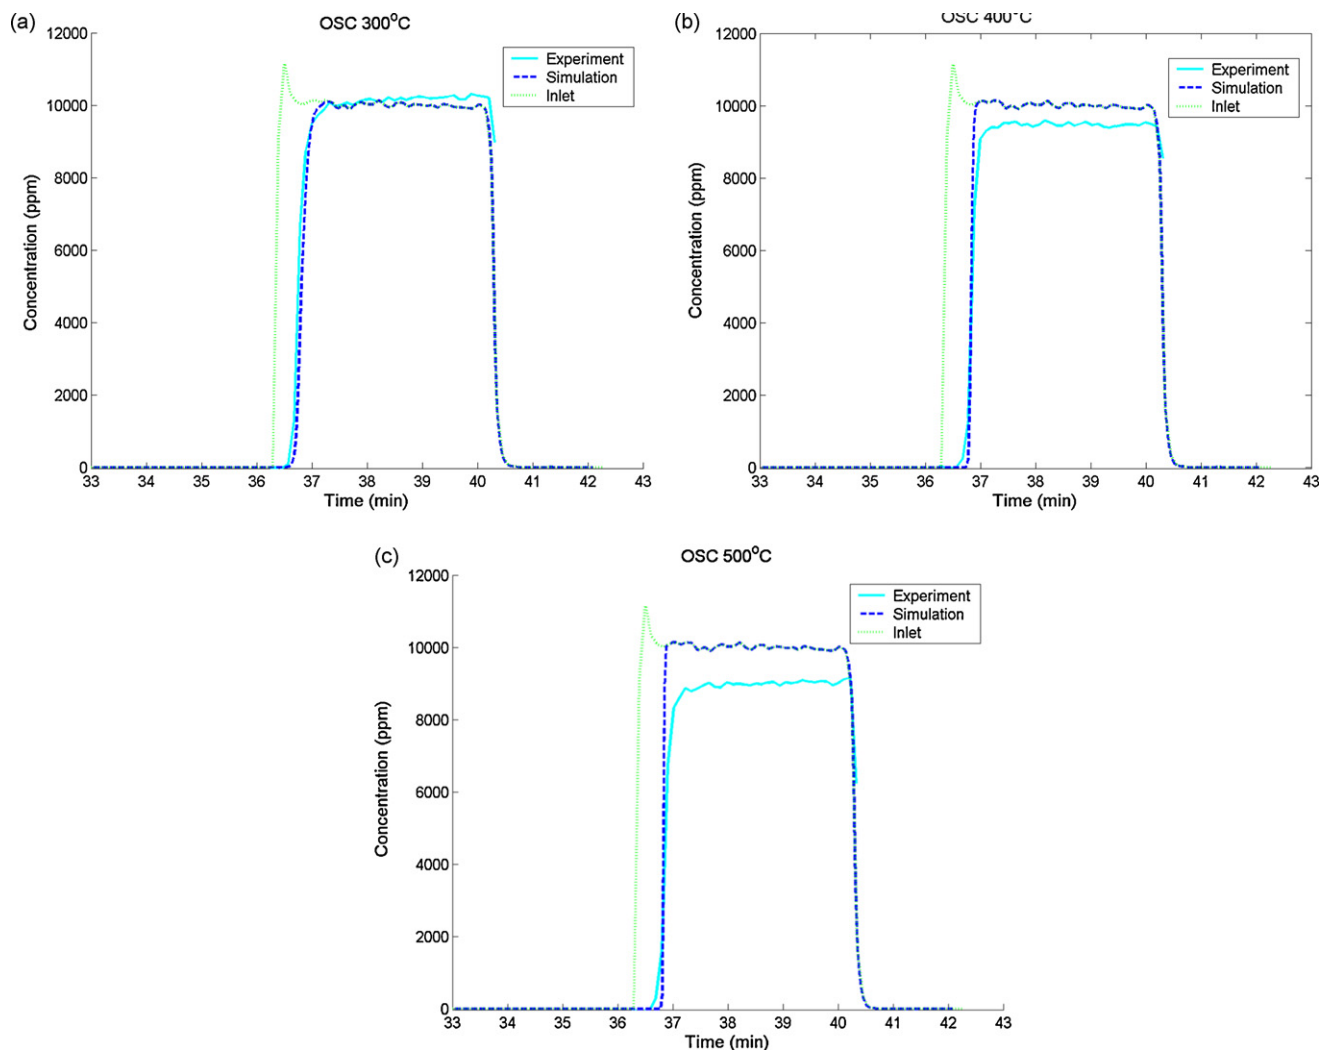 (a)
OSC 300°C
12000
10000
8000
6000
4000
2000
0
Concentration (ppm)
Experiment
Simulation
Inlet
33 34 35 36 37 38 39 40 41 42 43
Time (min)
(b)
OSC 400°C
12000
10000
8000
6000
4000
2000
0
Concentration (ppm)
Experiment
Simulation
Inlet
33 34 35 36 37 38 39 40 41 42 43
Time (min)
(c)
OSC 500°C
12000
10000
8000
6000
4000
2000
0
Concentration (ppm)
Experiment
Simulation
Inlet
33 34 35 36 37 38 39 40 41 42 43
Time (min)